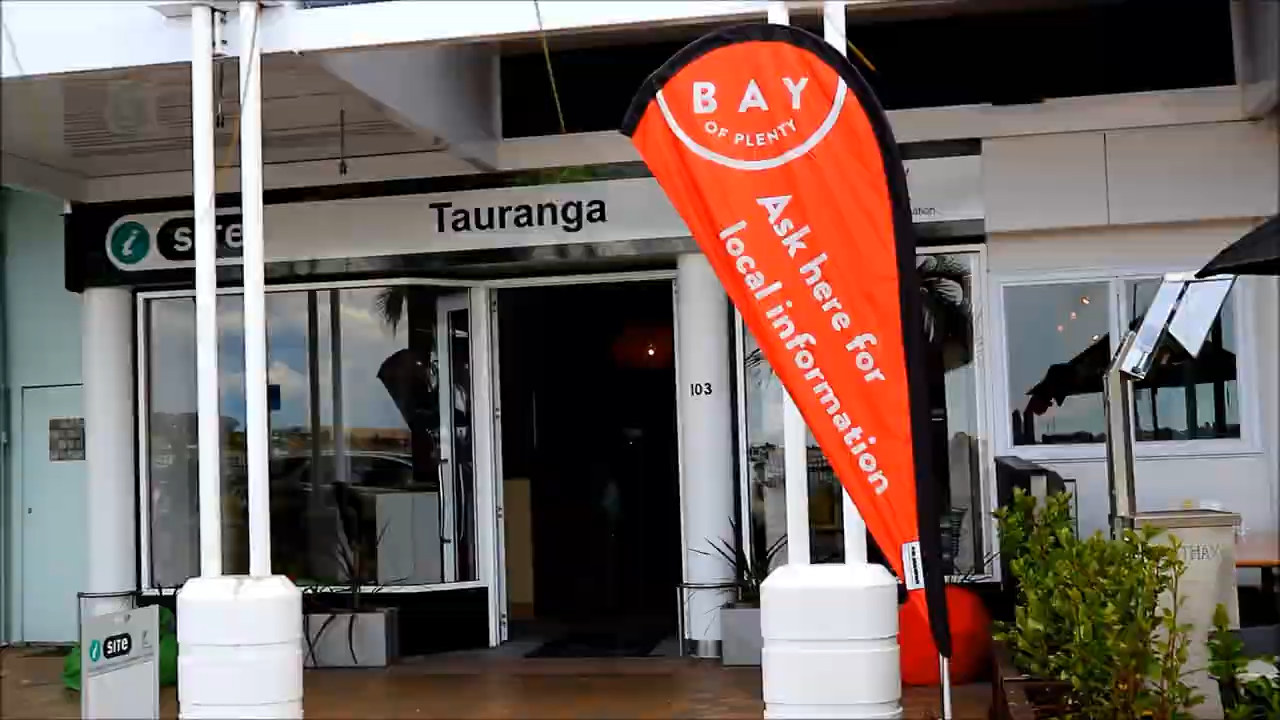 BAY
OF PLENTY
Ask here for
local information
i SITE
Tauranga
103
i SITE